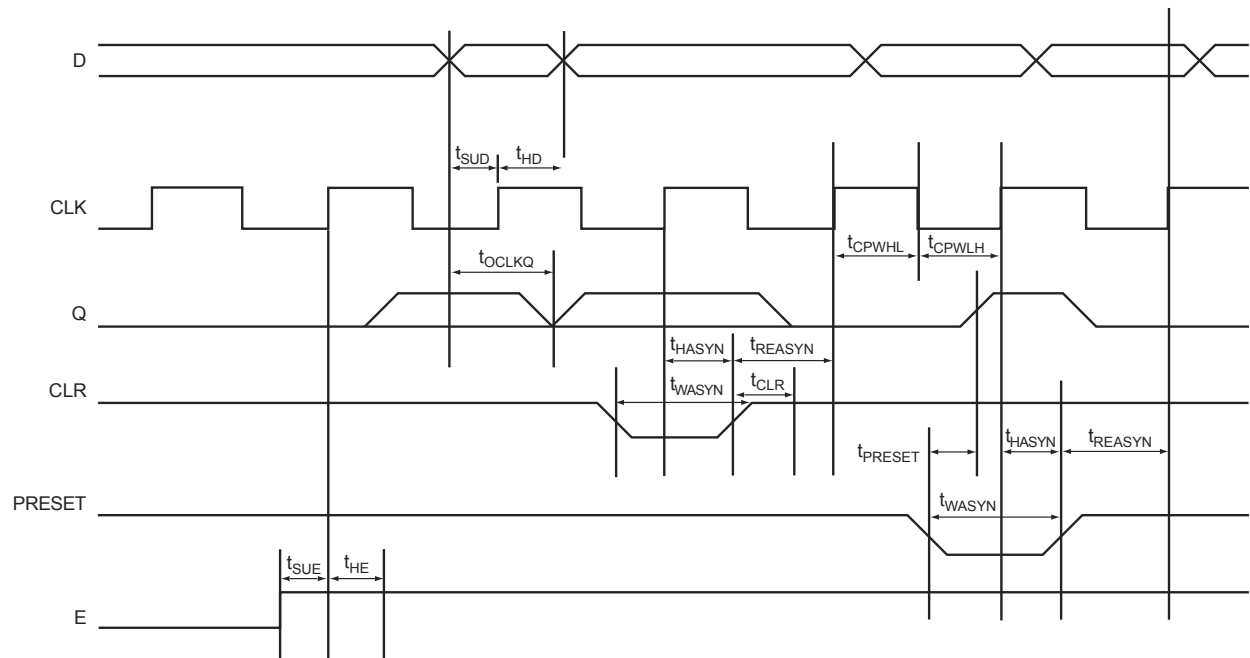 D
tSUD tHD
CLK
tCPWHL tCPWLH
tOCLKQ
Q
tHASYN tREASYN
CLR
tWASYN tCLR
tPRESET tHASYN tREASYN
PRESET
tWASYN
tSUE tHE
E